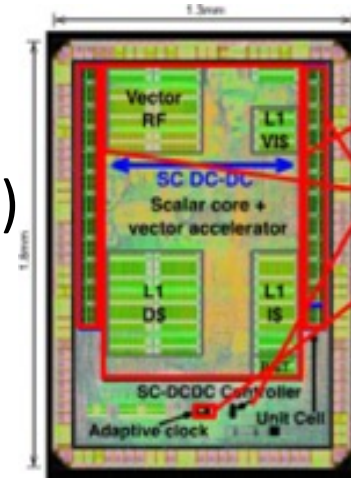 1.3mm
Vector
RF
L1
VI$
SC DC-DC
Scalar core +
vector accelerator
)
1.8mm
L1
D$
L1
I$
SC-DCDC Controller
Adaptive clock
Unit Cell